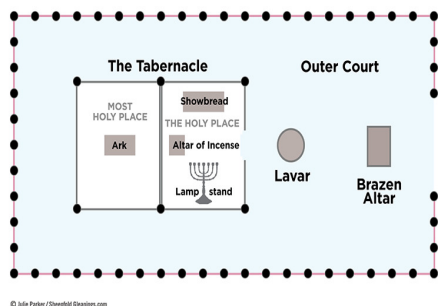 The Tabernacle
Outer Court
MOST
HOLY PLACE
Ark
Showbread
THE HOLY PLACE
Altar of Incense
Lamp stand
Lavar
Brazen
Altar
© Julie Parker / Sheepfold Gleanings.com